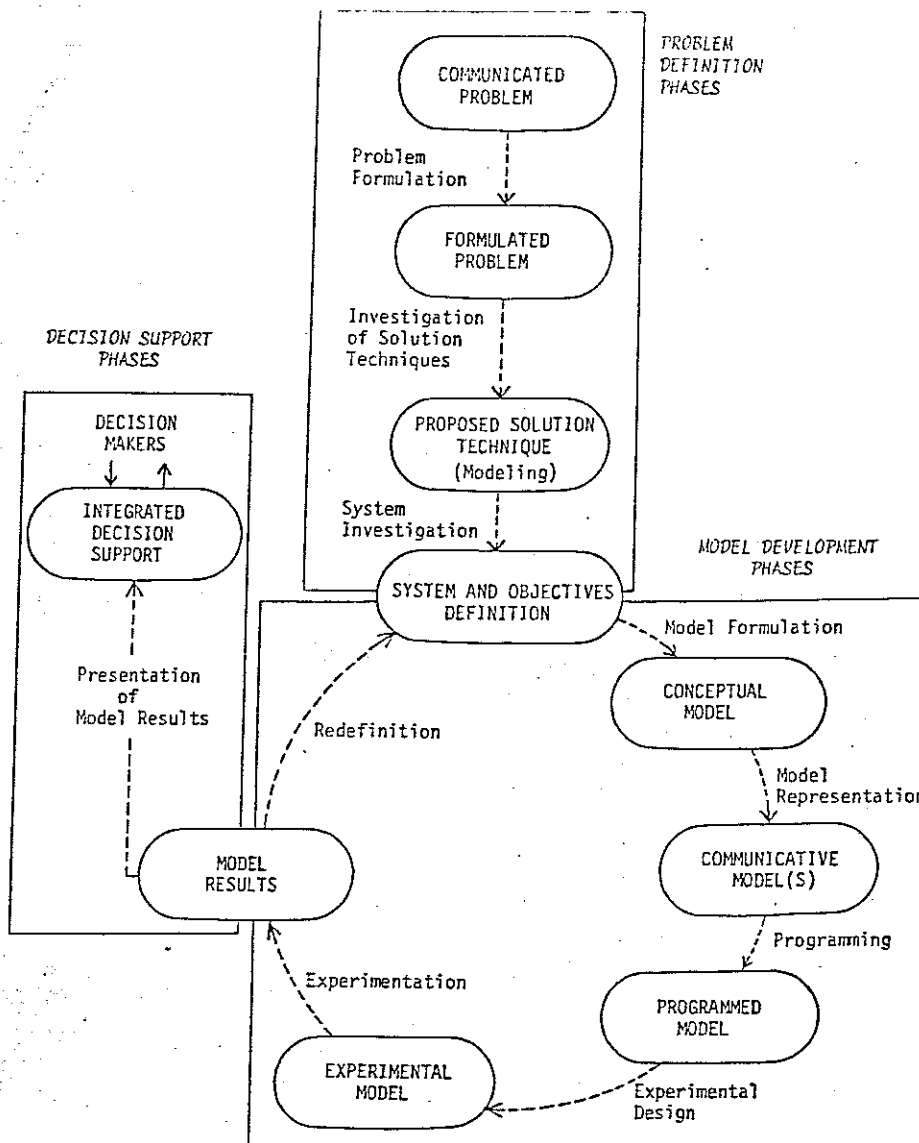 PROBLEM
DEFINITION
PHASES
COMMUNICATED
PROBLEM
Problem
Formulation
FORMULATED
PROBLEM
Investigation
of Solution
Techniques
PROPOSED SOLUTION
TECHNIQUE
(Modeling)
System
Investigation
SYSTEM AND OBJECTIVES
DEFINITION
DECISION SUPPORT
PHASES
DECISION
MAKERS
INTEGRATED
DECISION
SUPPORT
Presentation
of
Model Results
MODEL DEVELOPMENT
PHASES
Model Formulation
CONCEPTUAL
MODEL
Model
Representation
COMMUNICATIVE
MODEL(S)
Programming
PROGRAMMED
MODEL
Experimental
Design
EXPERIMENTAL
MODEL
Experimentation
MODEL
RESULTS
Redefinition